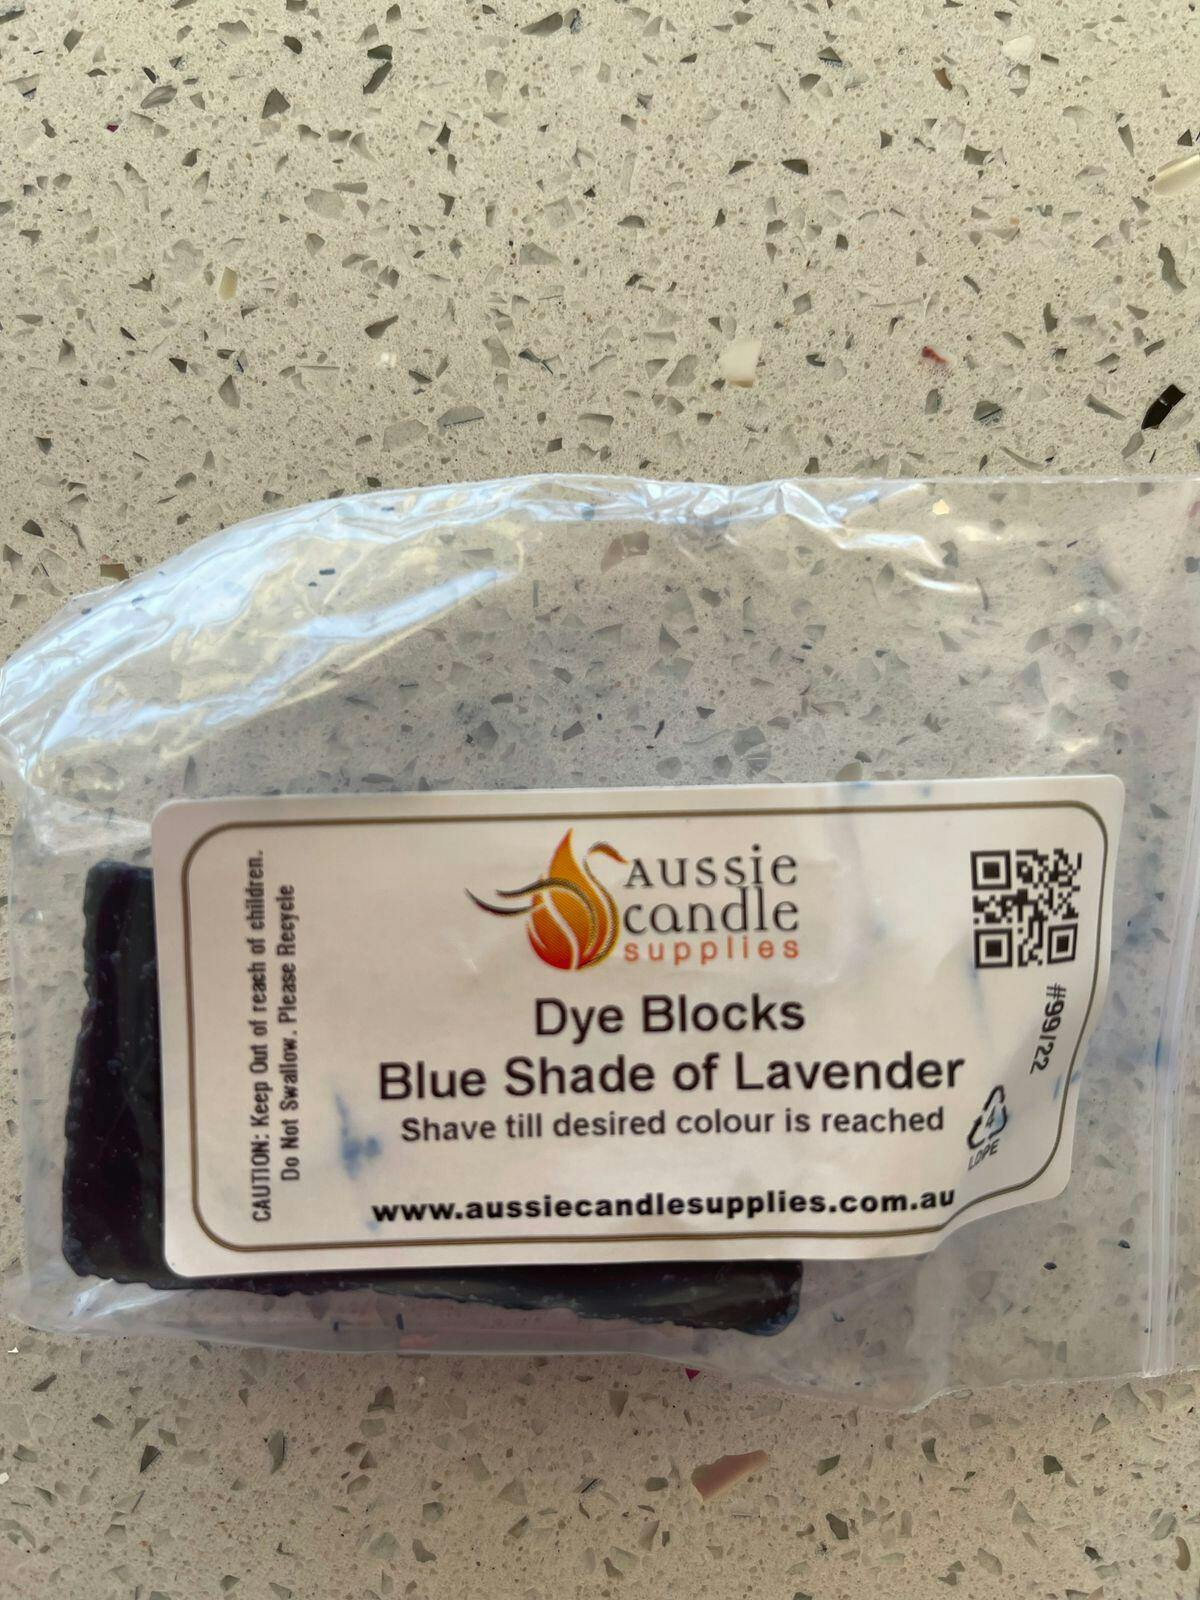 CAUTION: Keep Out of reach of children.
Do Not Swallow. Please Recycle
AUSSIE
candle
supplies
Dye Blocks
Blue Shade of Lavender
Shave till desired colour is reached
www.aussiecandlesupplies.com.au
#99/22
4
LDPE